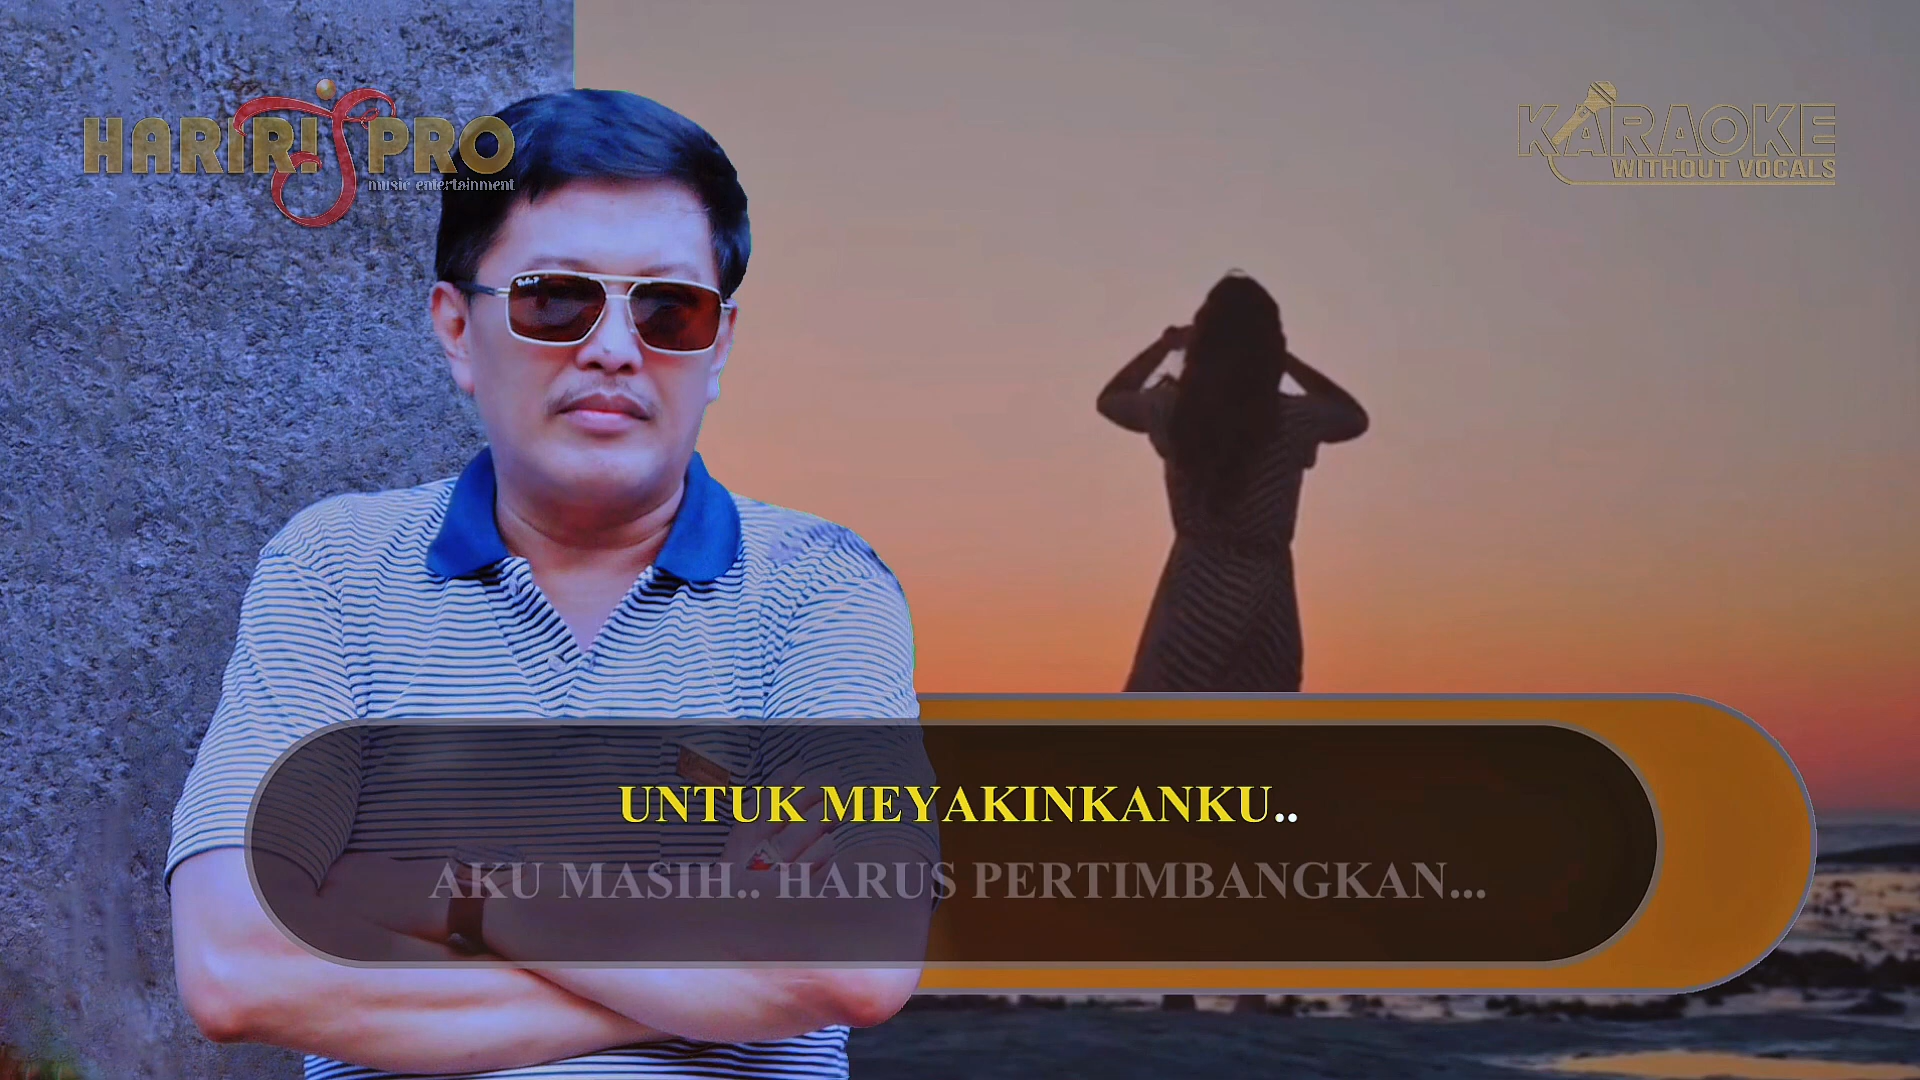 HARIRI PRO
music entertainment
KARAOKE
WITHOUT VOCALS
UNTUK MEYAKINKANKU..
AKU MASIH.. HARUS PERTIMBANGKAN...